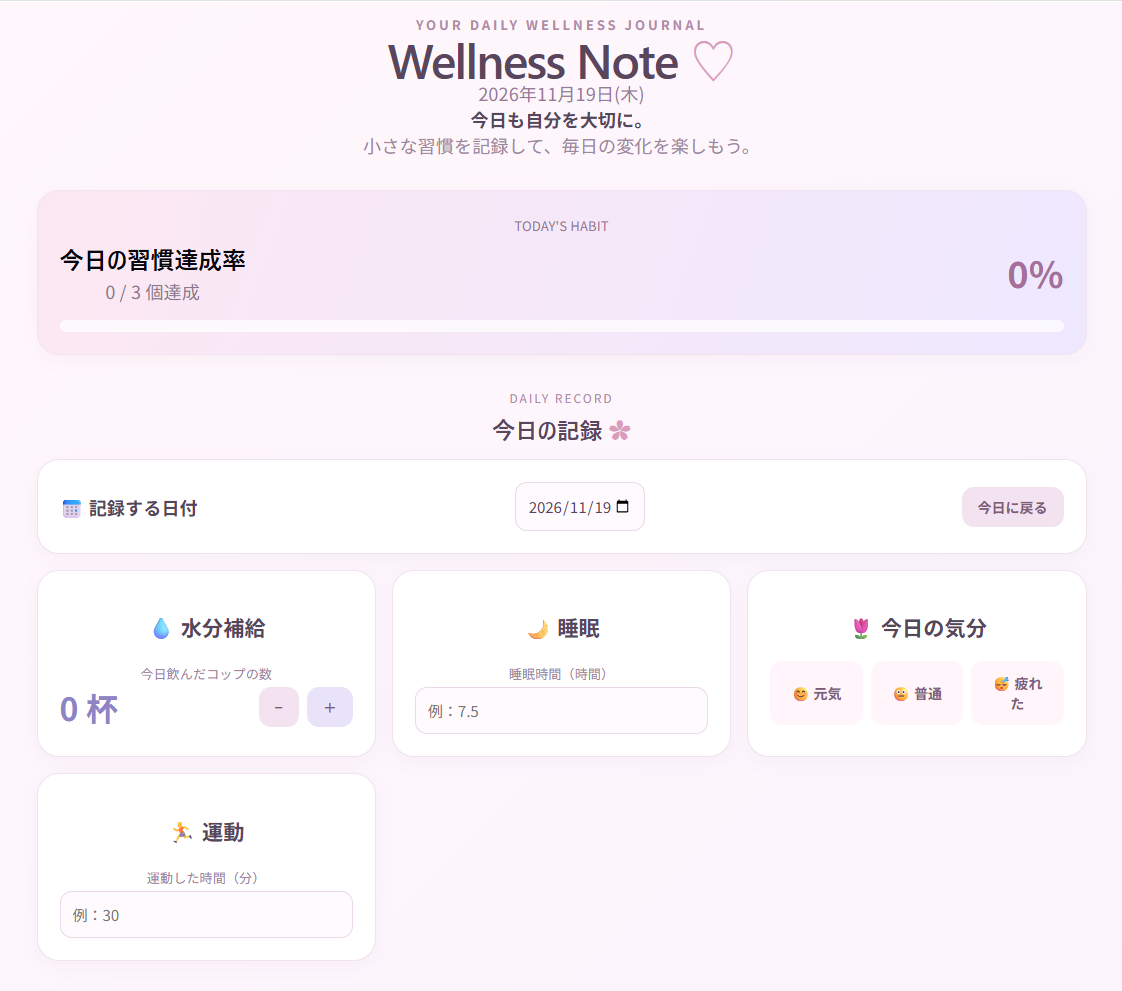 YOUR DAILY WELLNESS JOURNAL
Wellness Note ♡
2026年11月19日(木)
今日も自分を大切に。
小さな習慣を記録して、毎日の変化を楽しもう。
TODAY'S HABIT
今日の習慣達成率
0 / 3 個達成
0%
DAILY RECORD
今日の記録 🌸
📅 記録する日付
2026/11/19
今日に戻る
💧 水分補給
今日飲んだコップの数
0 杯
－
＋
🌙 睡眠
睡眠時間（時間）
例：7.5
🌷 今日の気分
😊 元気
😐 普通
😴 疲れ
た
🏃 運動
運動した時間（分）
例：30